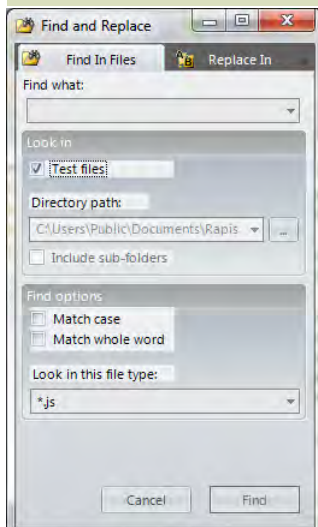 Find and Replace
Find In Files
Replace In
Find what:
Look in
Test files
Directory path:
C:\Users\Public\Documents\Rapis
...
Include sub-folders
Find options
Match case
Match whole word
Look in this file type:
*.js
Cancel
Find